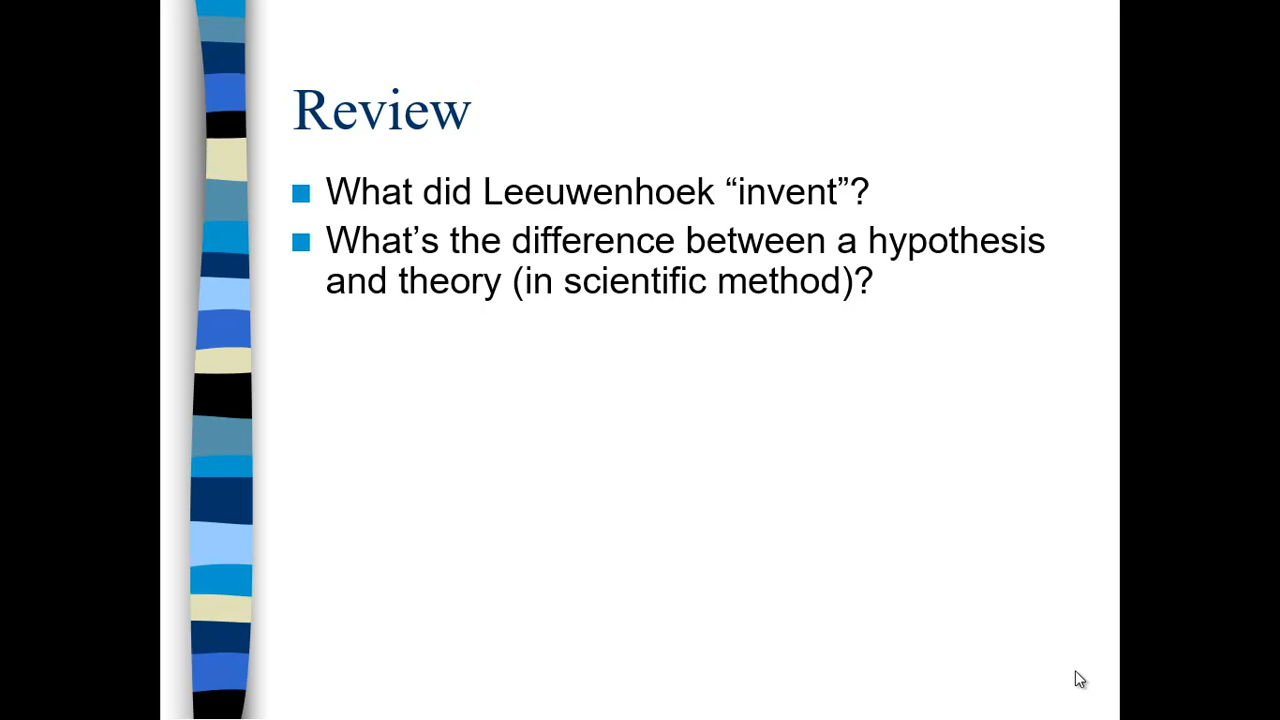 Review
What did Leeuwenhoek “invent”?
What’s the difference between a hypothesis
and theory (in scientific method)?